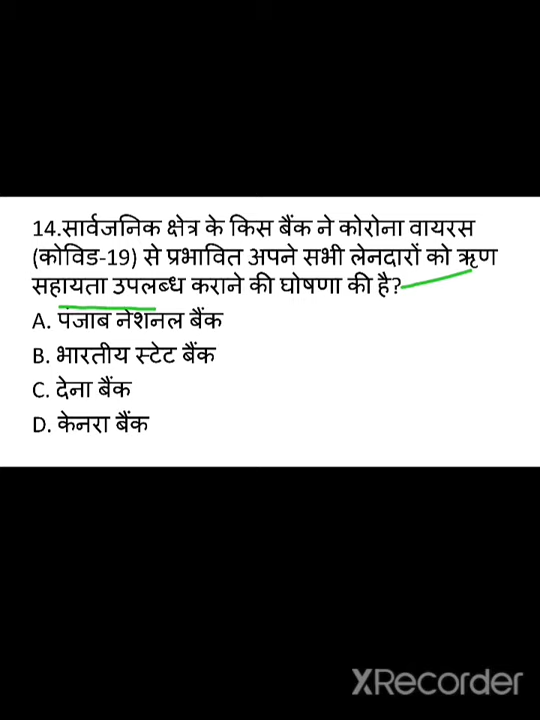 14.सार्वजनिक क्षेत्र के किस बैंक ने कोरोना वायरस
(कोविड-19) से प्रभावित अपने सभी लेनदारों को ऋण
सहायता उपलब्ध कराने की घोषणा की है?
A. पंजाब नेशनल बैंक
B. भारतीय स्टेट बैंक
C. देना बैंक
D. केनरा बैंक
XRecorder